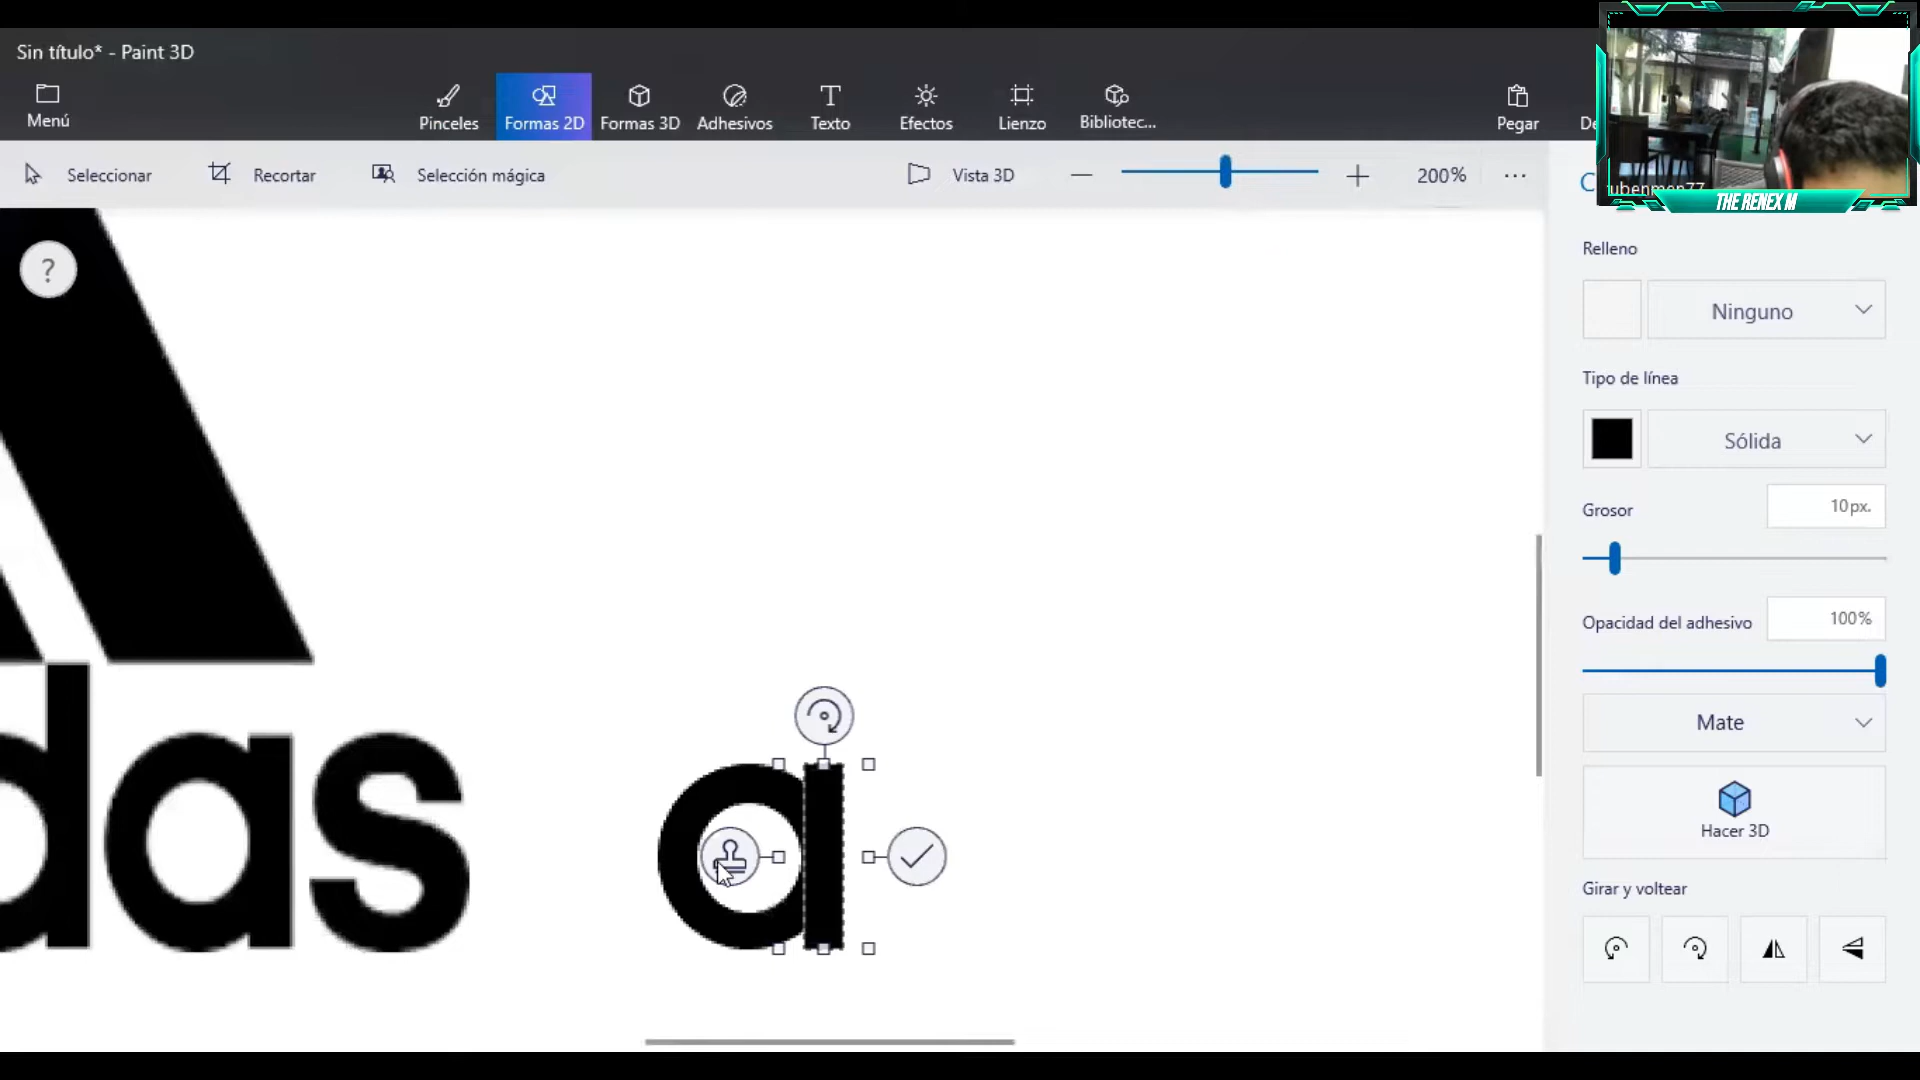 Sin título* - Paint 3D
Menú
Pinceles
Formas 2D
Formas 3D
Adhesivos
Texto
Efectos
Lienzo
Bibliotec...
Pegar
Seleccionar
Recortar
Selección mágica
Vista 3D
200%
THE RENEX M
?
Relleno
Ninguno
Tipo de línea
Sólida
Grosor
10px.
Opacidad del adhesivo
100%
Mate
Hacer 3D
Girar y voltear
das
a